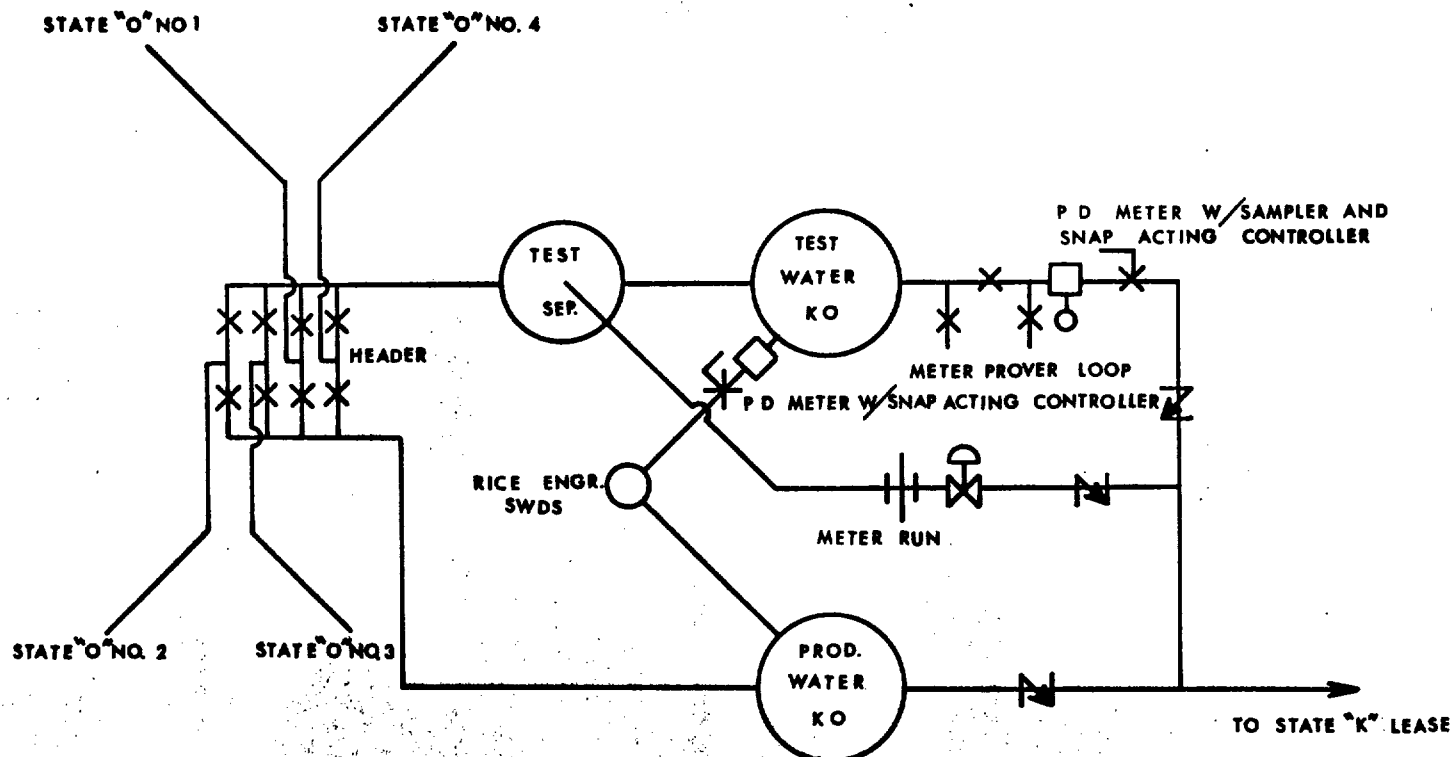 STATE "O" NO 1
STATE "O" NO. 4
P D METER W/SAMPLER AND
SNAP ACTING CONTROLLER
TEST
SEP.
TEST
WATER
KO
HEADER
METER PROVER LOOP
P D METER W/SNAP ACTING CONTROLLER
RICE ENGR.
SWDS
METER RUN
STATE "O" NO. 2
STATE "O" NO.3
PROD.
WATER
KO
TO STATE "K" LEASE